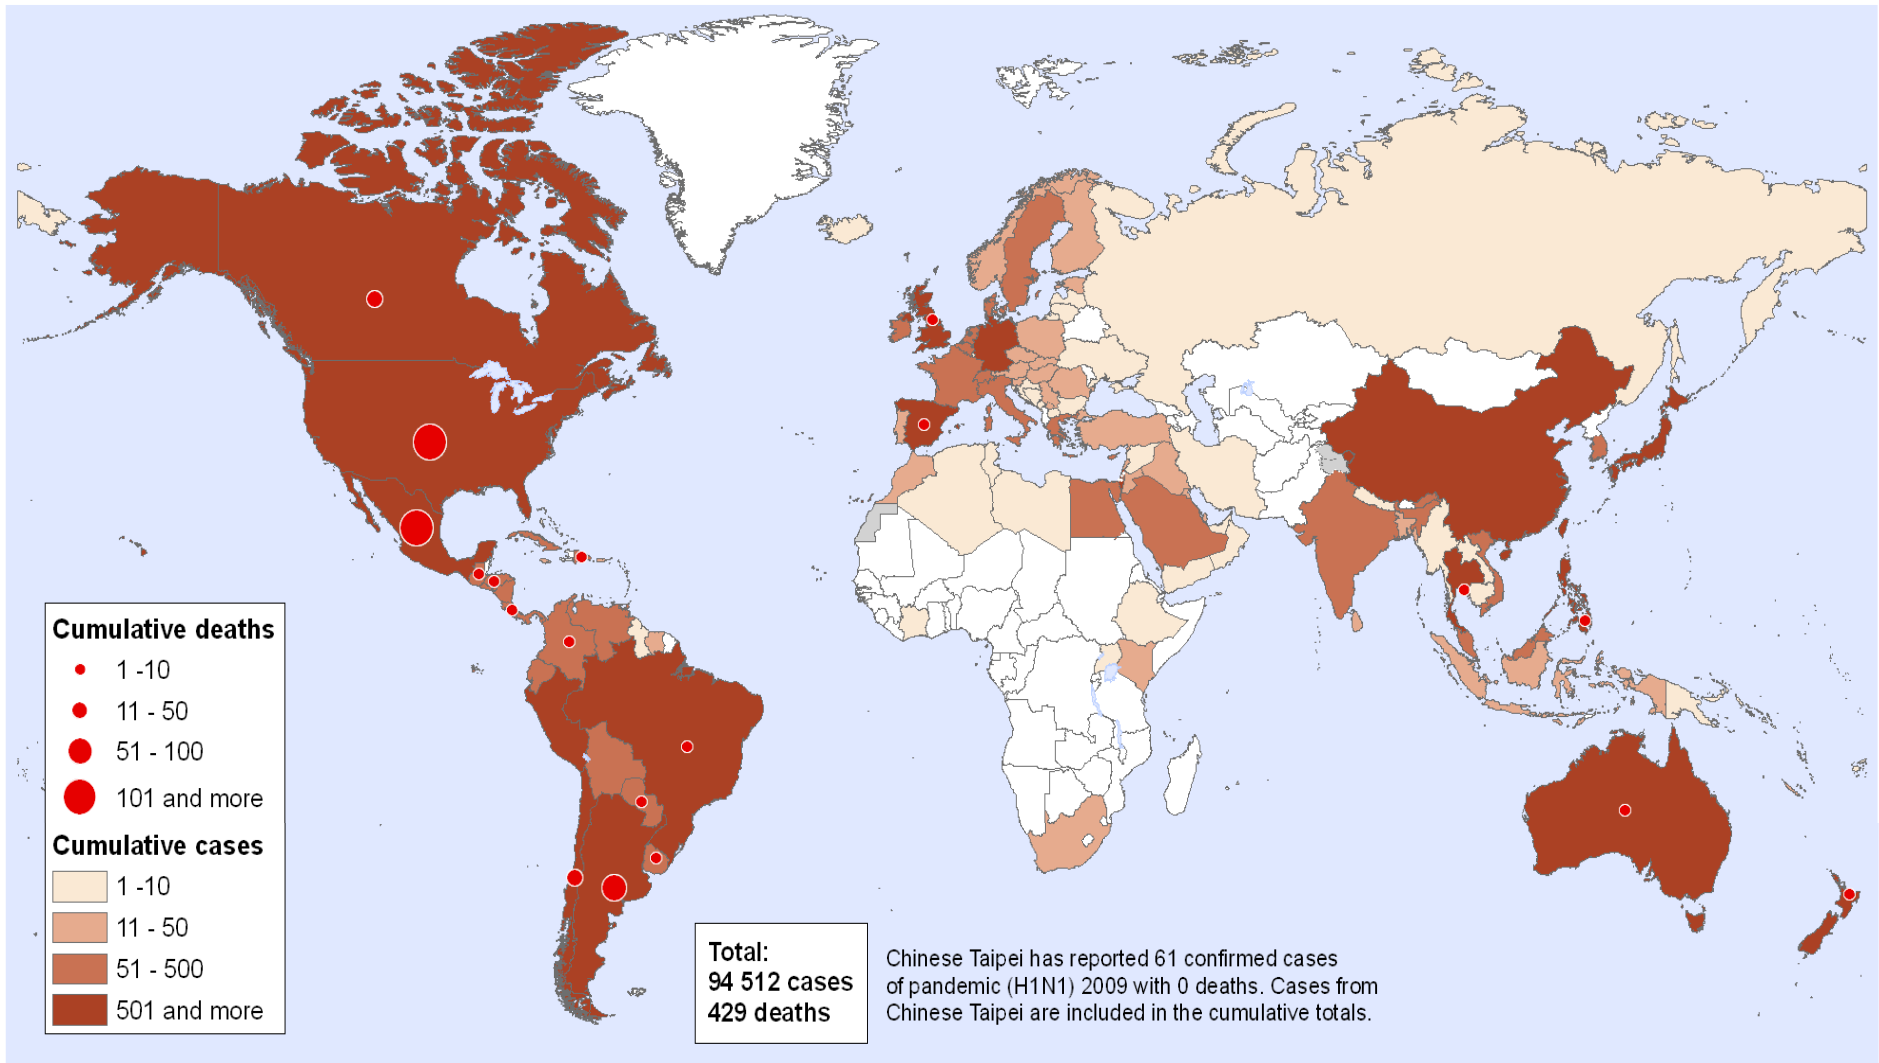 Cumulative deaths
1 -10
11 - 50
51 - 100
101 and more
Cumulative cases
1 -10
11 - 50
51 - 500
501 and more
Total:
94 512 cases
429 deaths
Chinese Taipei has reported 61 confirmed cases
of pandemic (H1N1) 2009 with 0 deaths. Cases from
Chinese Taipei are included in the cumulative totals.